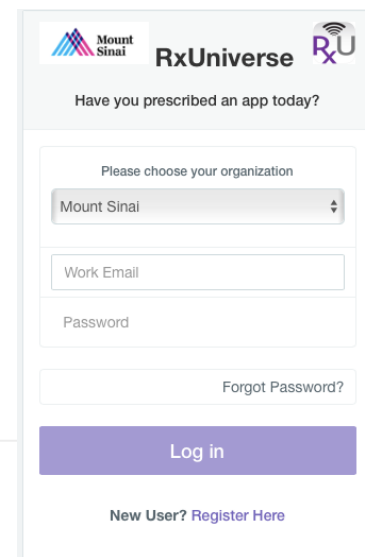 Mount
Sinai
RxUniverse
RxU
Have you prescribed an app today?
Please choose your organization
Mount Sinai
Work Email
Password
Forgot Password?
Log in
New User? Register Here